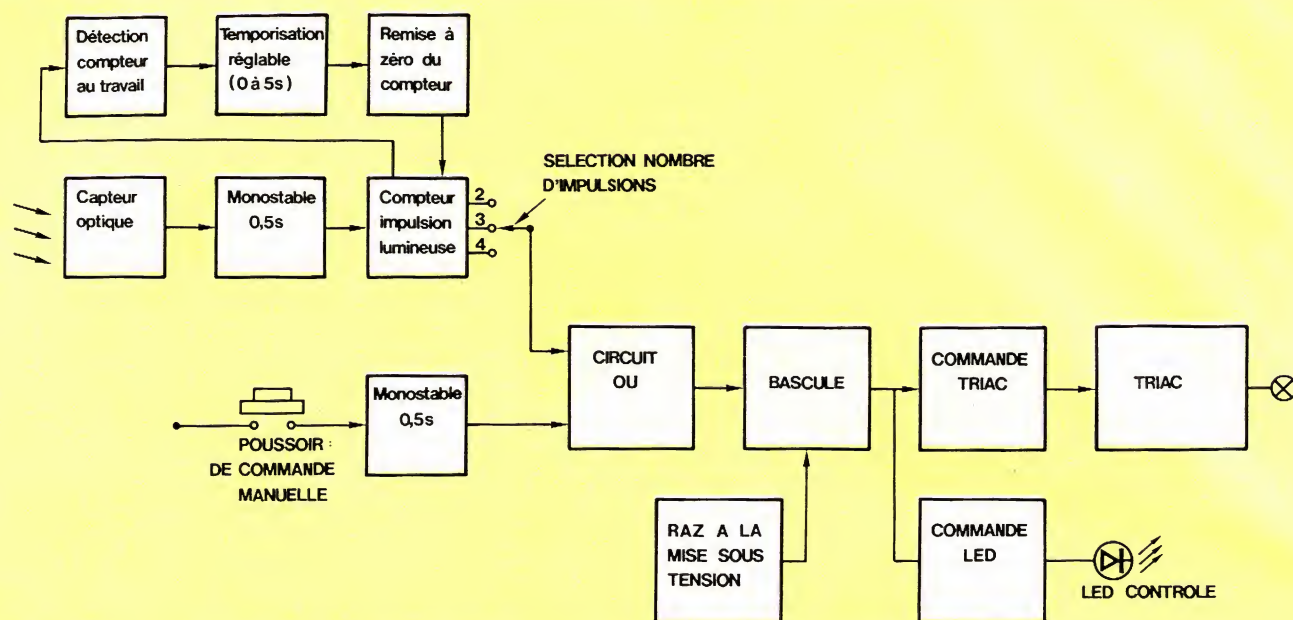 Détection
compteur
au travail
Temporisation
réglable
(0 à 5s)
Remise à
zéro du
compteur
Capteur
optique
Monostable
0,5s
Compteur
impulsion
lumineuse
2
3
4
SELECTION NOMBRE
D'IMPULSIONS
POUSSOIR
DE COMMANDE
MANUELLE
Monostable
0,5s
CIRCUIT
OU
BASCULE
COMMANDE
TRIAC
TRIAC
RAZ A LA
MISE SOUS
TENSION
COMMANDE
LED
LED CONTROLE